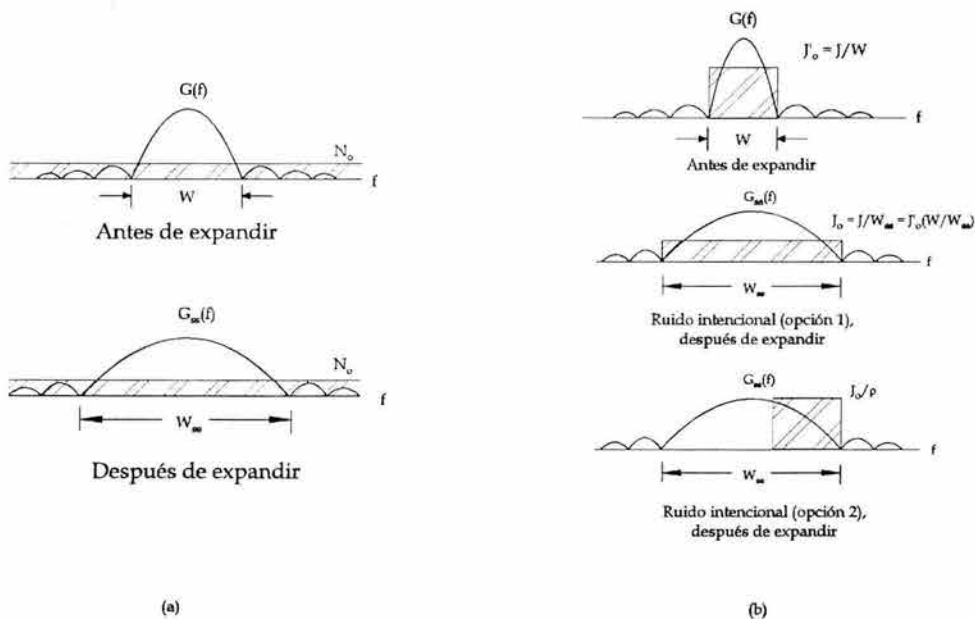 G(f)
N₀
f
W
Antes de expandir
Gss(f)
N₀
f
Wss
Después de expandir
(a)
G(f)
J'₀ = J/W
f
W
Antes de expandir
Gss(f)
J₀ = J/Wss = J'₀(W/Wss)
f
Wss
Ruido intencional (opción 1),
después de expandir
Gss(f)
J₀/ρ
f
Wss
Ruido intencional (opción 2),
después de expandir
(b)